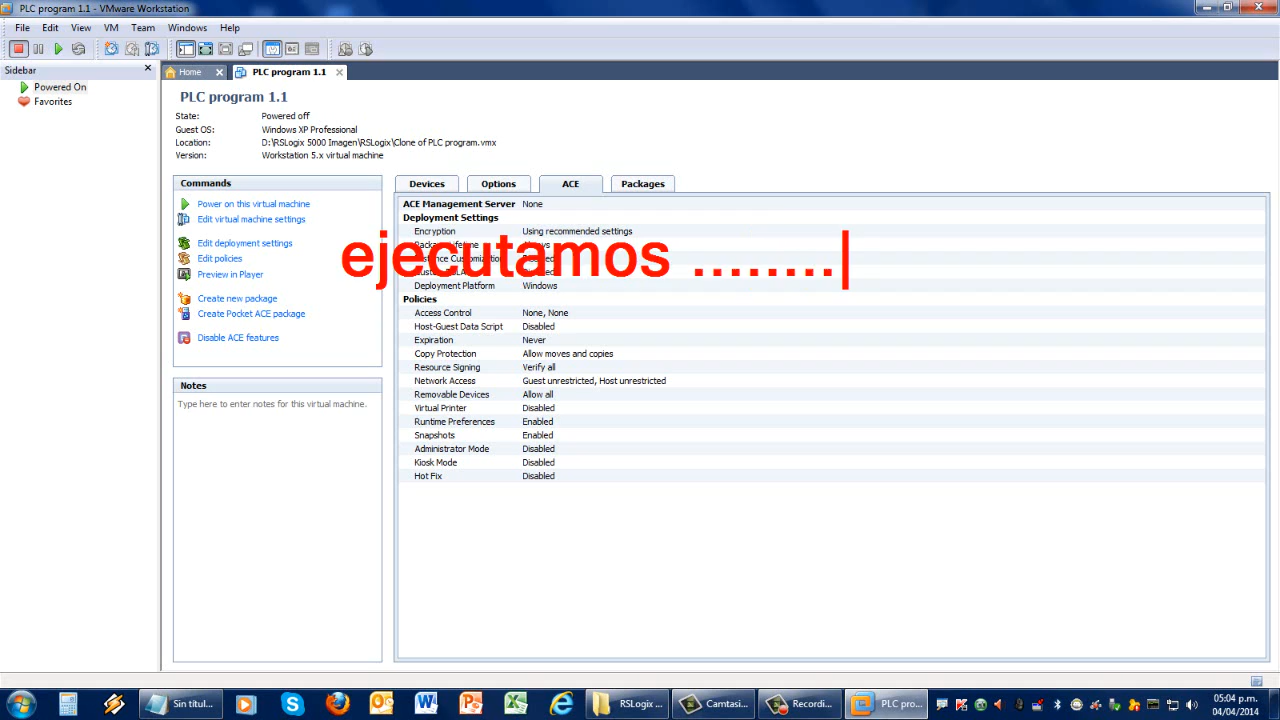 PLC program 1.1 - VMware Workstation
File Edit View VM Team Windows Help
Sidebar
Powered On
Favorites
Home
PLC program 1.1
PLC program 1.1
State: Powered off
Guest OS: Windows XP Professional
Location: D:\RSLogix 5000 Imagen\RSLogix\Clone of PLC program.vmx
Version: Workstation 5.x virtual machine
Commands
Power on this virtual machine
Edit virtual machine settings
Edit deployment settings
Edit policies
Preview in Player
Create new package
Create Pocket ACE package
Disable ACE features
Notes
Type here to enter notes for this virtual machine.
Devices Options ACE Packages
ACE Management Server None
Deployment Settings
Encryption Using recommended settings
ejecutamos ........|
Deployment Platform Windows
Policies
Access Control None, None
Host-Guest Data Script Disabled
Expiration Never
Copy Protection Allow moves and copies
Resource Signing Verify all
Network Access Guest unrestricted, Host unrestricted
Removable Devices Allow all
Virtual Printer Disabled
Runtime Preferences Enabled
Snapshots Enabled
Administrator Mode Disabled
Kiosk Mode Disabled
Hot Fix Disabled
Sin titul...
RSLogix ...
Camtasi...
Recordi...
PLC pro...
05:04 p.m.
04/04/2014